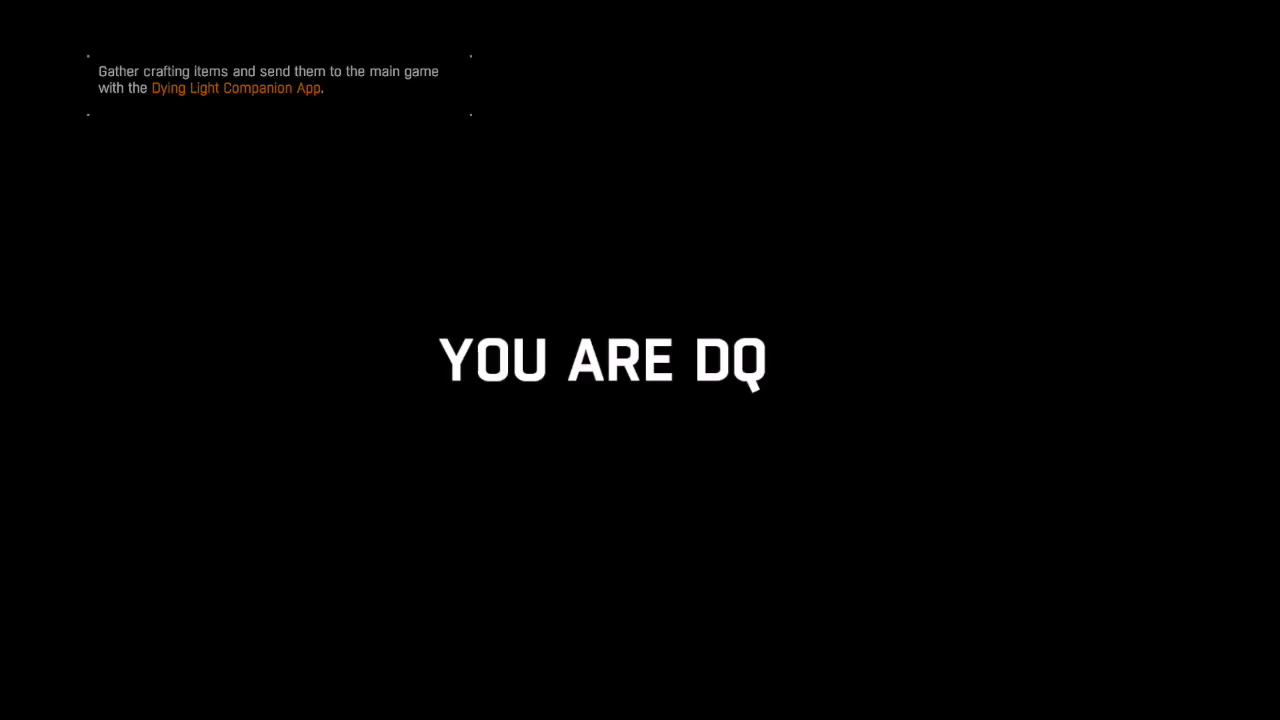 Gather crafting items and send them to the main game
with the Dying Light Companion App.
YOU ARE DQ